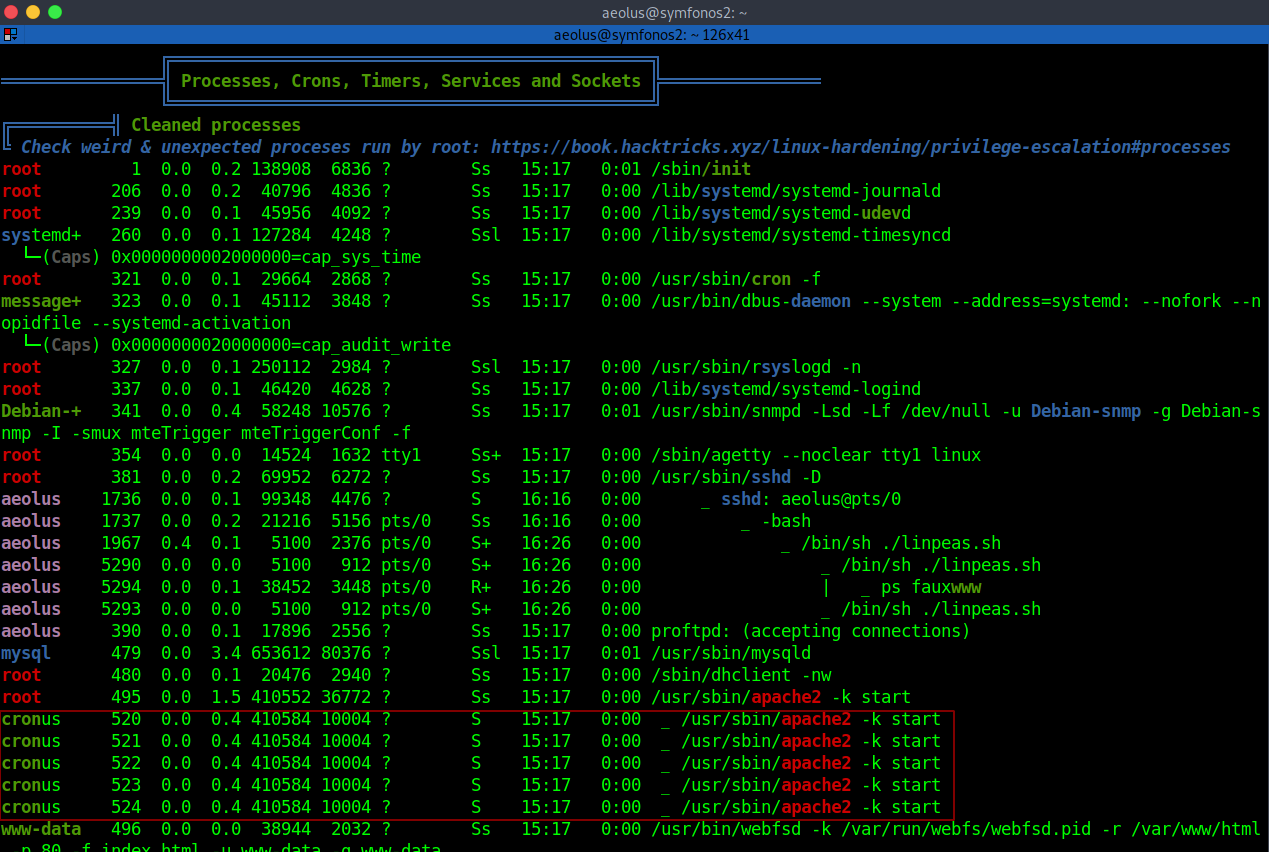 aeolus@symfonos2: ~
aeolus@symfonos2: ~ 126x41
Processes, Crons, Timers, Services and Sockets
Cleaned processes
Check weird & unexpected proceses run by root: https://book.hacktricks.xyz/linux-hardening/privilege-escalation#processes
root 1 0.0 0.2 138908 6836 ? Ss 15:17 0:01 /sbin/init
root 206 0.0 0.2 40796 4836 ? Ss 15:17 0:00 /lib/systemd/systemd-journald
root 239 0.0 0.1 45956 4092 ? Ss 15:17 0:00 /lib/systemd/systemd-udevd
systemd+ 260 0.0 0.1 127284 4248 ? Ssl 15:17 0:00 /lib/systemd/systemd-timesyncd
└─(Caps) 0x0000000002000000=cap_sys_time
root 321 0.0 0.1 29664 2868 ? Ss 15:17 0:00 /usr/sbin/cron -f
message+ 323 0.0 0.1 45112 3848 ? Ss 15:17 0:00 /usr/bin/dbus-daemon --system --address=systemd: --nofork --n
opidfile --systemd-activation
└─(Caps) 0x0000000020000000=cap_audit_write
root 327 0.0 0.1 250112 2984 ? Ssl 15:17 0:00 /usr/sbin/rsyslogd -n
root 337 0.0 0.1 46420 4628 ? Ss 15:17 0:00 /lib/systemd/systemd-logind
Debian-+ 341 0.0 0.4 58248 10576 ? Ss 15:17 0:01 /usr/sbin/snmpd -Lsd -Lf /dev/null -u Debian-snmp -g Debian-s
nmp -I -smux mteTrigger mteTriggerConf -f
root 354 0.0 0.0 14524 1632 tty1 Ss+ 15:17 0:00 /sbin/agetty --noclear tty1 linux
root 381 0.0 0.2 69952 6272 ? Ss 15:17 0:00 /usr/sbin/sshd -D
aeolus 1736 0.0 0.1 99348 4476 ? S 16:16 0:00 _ sshd: aeolus@pts/0
aeolus 1737 0.0 0.2 21216 5156 pts/0 Ss 16:16 0:00 _ -bash
aeolus 1967 0.4 0.1 5100 2376 pts/0 S+ 16:26 0:00 _ /bin/sh ./linpeas.sh
aeolus 5290 0.0 0.0 5100 912 pts/0 S+ 16:26 0:00 _ /bin/sh ./linpeas.sh
aeolus 5294 0.0 0.1 38452 3448 pts/0 R+ 16:26 0:00 | _ ps fauxwww
aeolus 5293 0.0 0.0 5100 912 pts/0 S+ 16:26 0:00 _ /bin/sh ./linpeas.sh
aeolus 390 0.0 0.1 17896 2556 ? Ss 15:17 0:00 proftpd: (accepting connections)
mysql 479 0.0 3.4 653612 80376 ? Ssl 15:17 0:01 /usr/sbin/mysqld
root 480 0.0 0.1 20476 2940 ? Ss 15:17 0:00 /sbin/dhclient -nw
root 495 0.0 1.5 410552 36772 ? Ss 15:17 0:00 /usr/sbin/apache2 -k start
cronus 520 0.0 0.4 410584 10004 ? S 15:17 0:00 _ /usr/sbin/apache2 -k start
cronus 521 0.0 0.4 410584 10004 ? S 15:17 0:00 _ /usr/sbin/apache2 -k start
cronus 522 0.0 0.4 410584 10004 ? S 15:17 0:00 _ /usr/sbin/apache2 -k start
cronus 523 0.0 0.4 410584 10004 ? S 15:17 0:00 _ /usr/sbin/apache2 -k start
cronus 524 0.0 0.4 410584 10004 ? S 15:17 0:00 _ /usr/sbin/apache2 -k start
www-data 496 0.0 0.0 38944 2032 ? Ss 15:17 0:00 /usr/bin/webfsd -k /var/run/webfs/webfsd.pid -r /var/www/html
-p 80 -f index.html -u www-data -g www-data